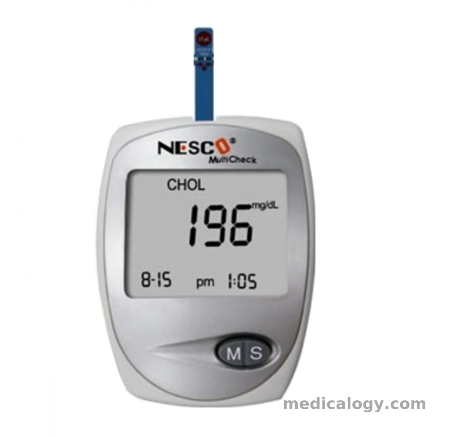 NESCO®
MultiCheck
CHOL
196 mg/dL
8-15 pm 1:05
M S
medicalogy.com